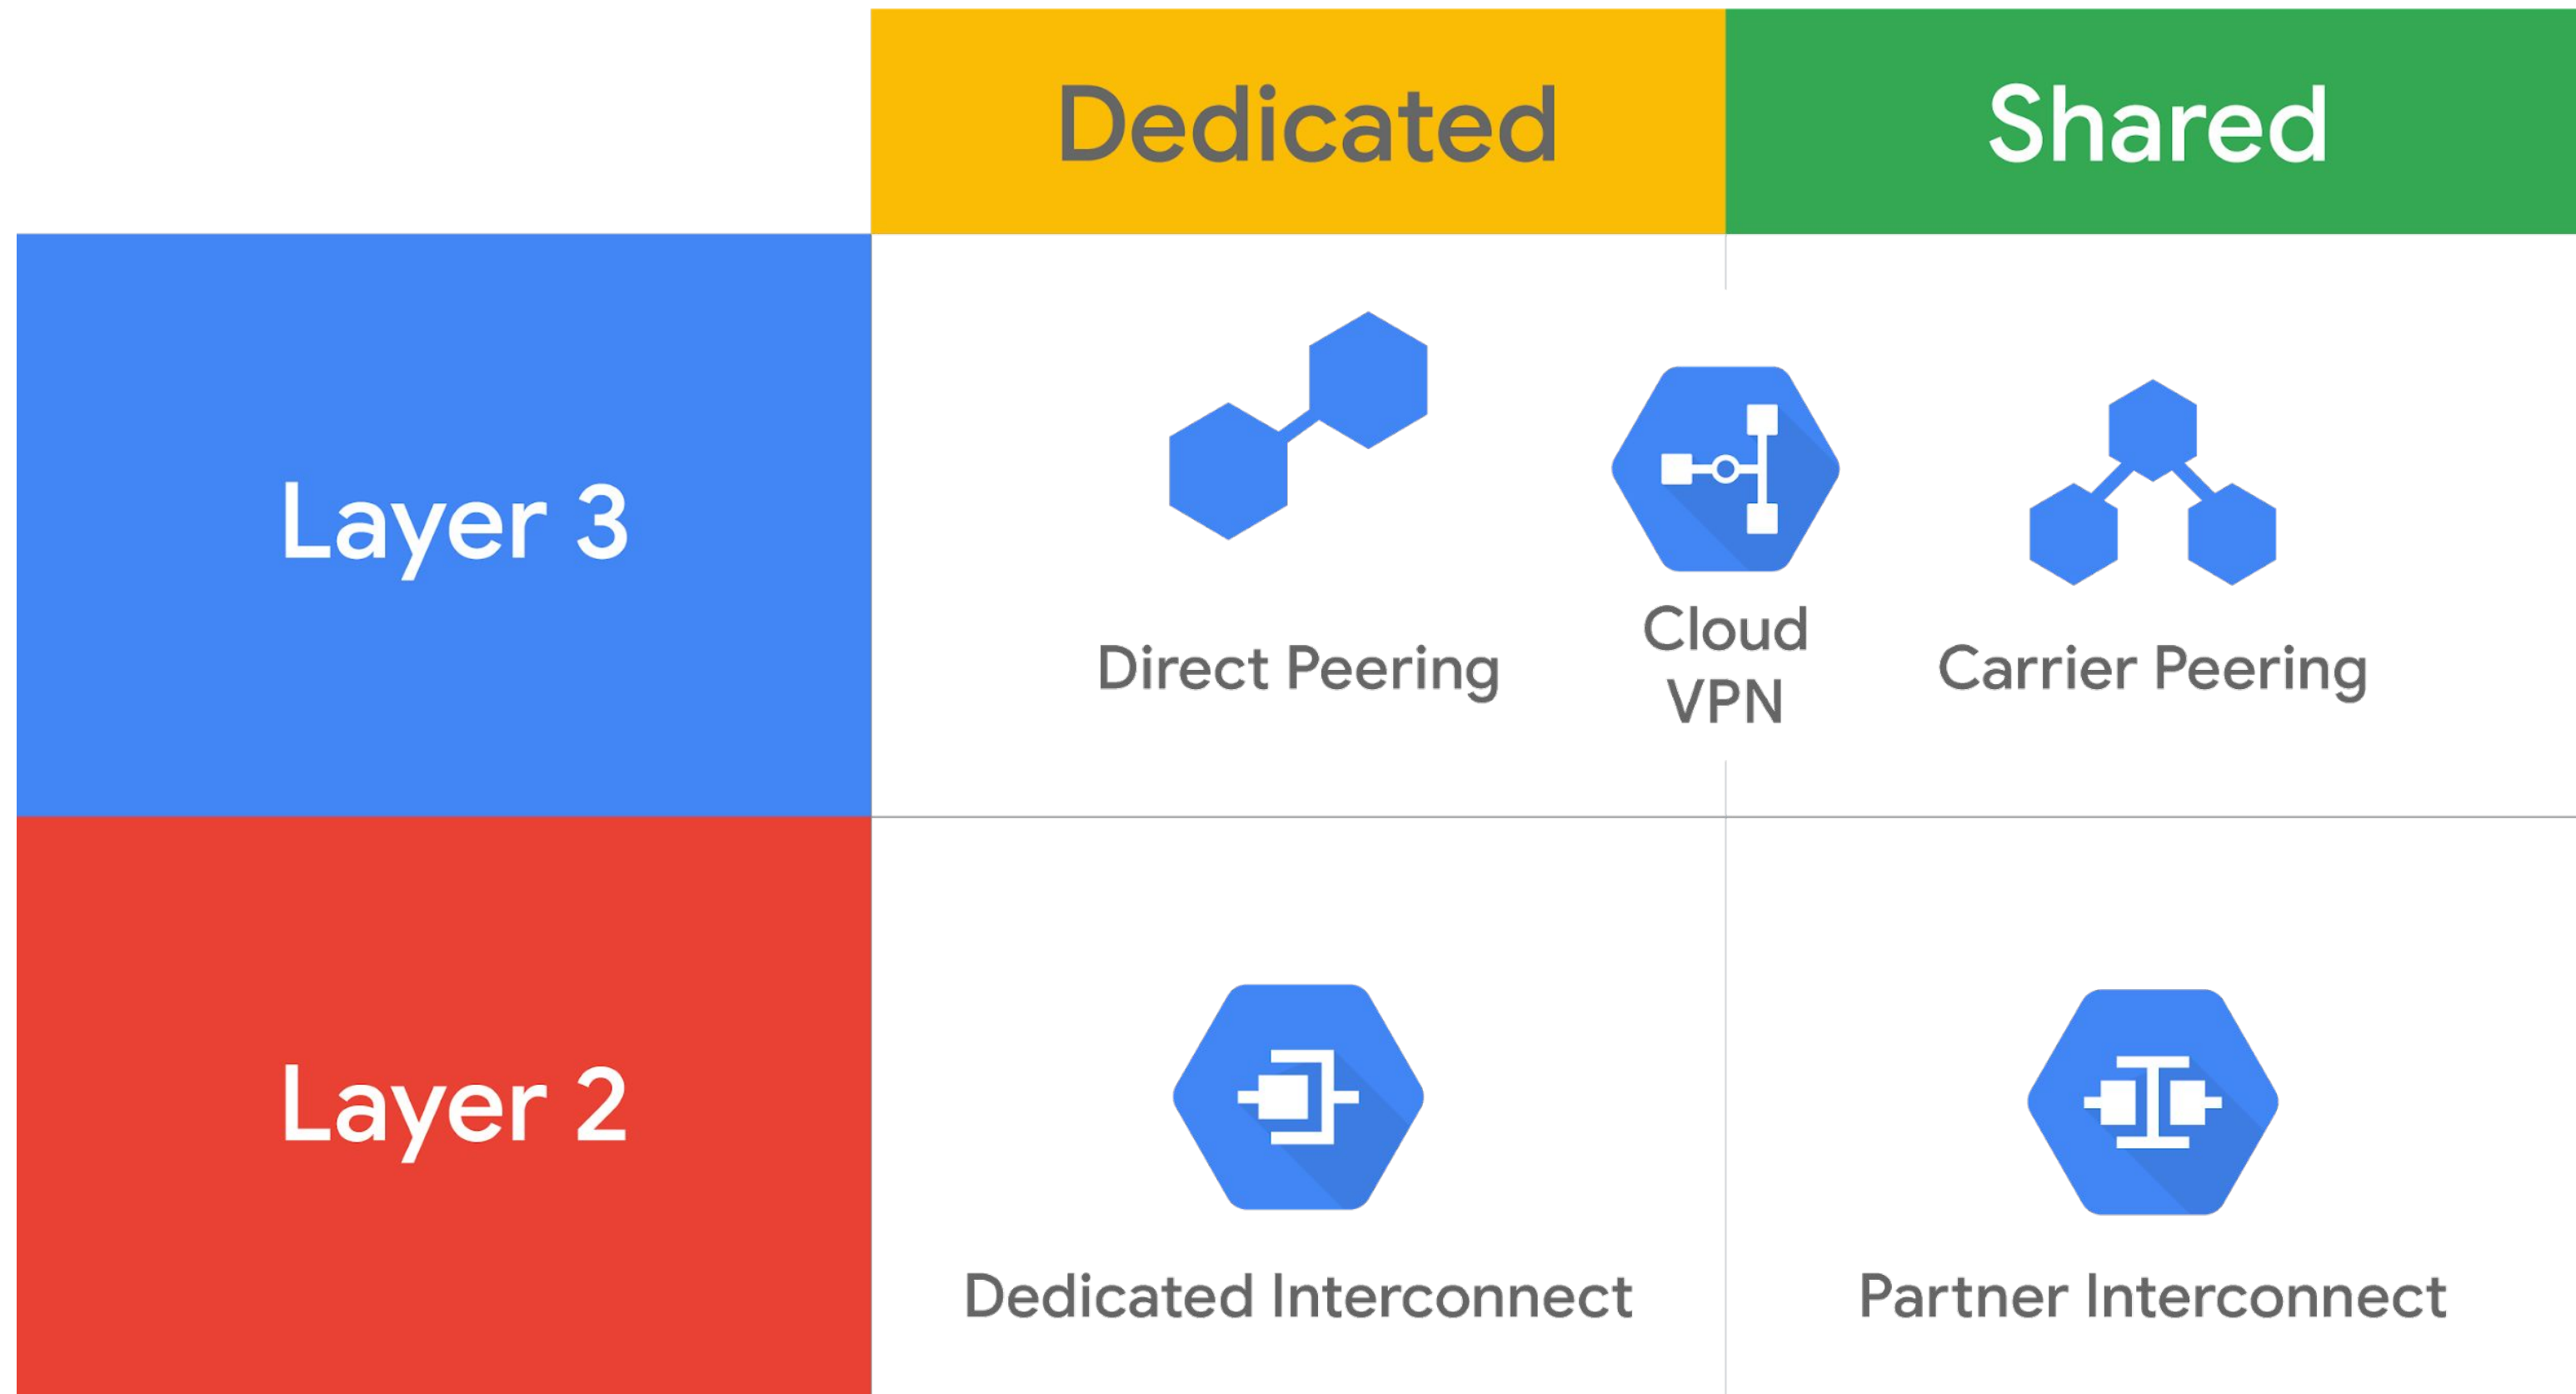 Dedicated
Shared
Layer 3
Direct Peering
Cloud
VPN
Carrier Peering
Layer 2
Dedicated Interconnect
Partner Interconnect